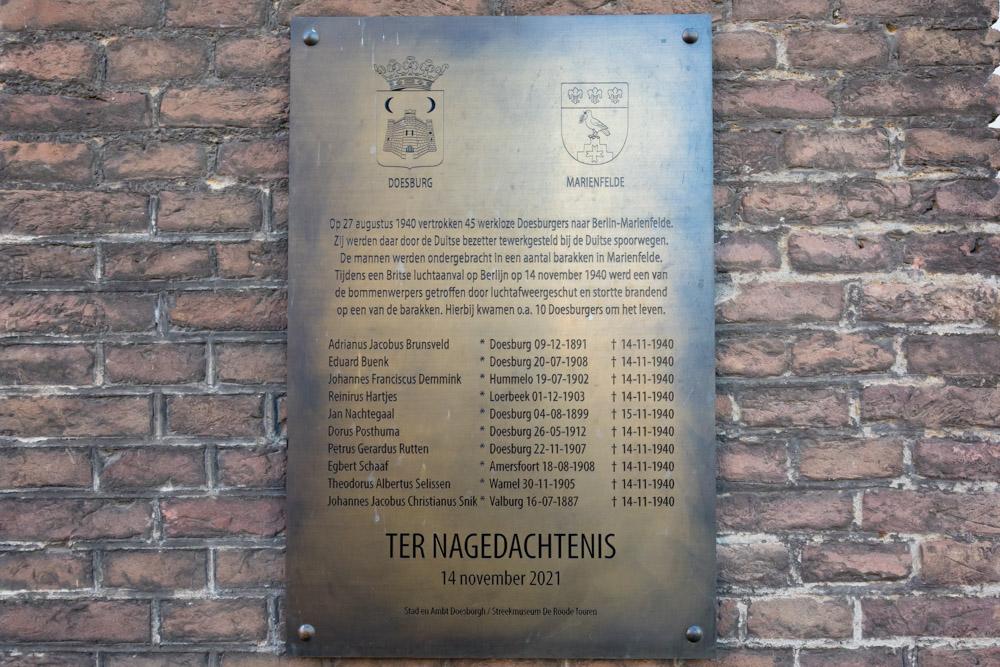 DOESBURG MARIENFELDE
Op 27 augustus 1940 vertrokken 45 werkloze Doesburgers naar Berlin-Marienfelde.
Zij werden daar door de Duitse bezetter tewerkgesteld bij de Duitse spoorwegen.
De mannen werden ondergebracht in een aantal barakken in Marienfelde.
Tijdens een Britse luchtaanval op Berlijn op 14 november 1940 werd een van
de bommenwerpers getroffen door luchtafweergeschut en stortte brandend
op een van de barakken. Hierbij kwamen o.a. 10 Doesburgers om het leven.
Adrianus Jacobus Brunsveld * Doesburg 09-12-1891 † 14-11-1940
Eduard Buenk * Doesburg 20-07-1908 † 14-11-1940
Johannes Franciscus Demmink * Hummelo 19-07-1902 † 14-11-1940
Reinirus Hartjes * Loerbeek 01-12-1903 † 14-11-1940
Jan Nachtegaal * Doesburg 04-08-1899 † 15-11-1940
Dorus Posthuma * Doesburg 26-05-1912 † 14-11-1940
Petrus Gerardus Rutten * Doesburg 22-11-1907 † 14-11-1940
Egbert Schaaf * Amersfoort 18-08-1908 † 14-11-1940
Theodorus Albertus Selissen * Wamel 30-11-1905 † 14-11-1940
Johannes Jacobus Christianus Snik * Valburg 16-07-1887 † 14-11-1940
TER NAGEDACHTENIS
14 november 2021
Stad en Ambt Doesborgh / Streekmuseum De Roode Tooren